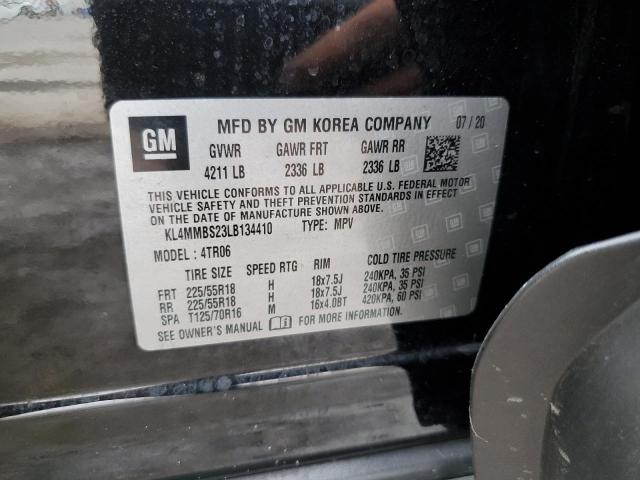 GM MFD BY GM KOREA COMPANY 07/20
GVWR GAWR FRT GAWR RR
4211 LB 2336 LB 2336 LB
THIS VEHICLE CONFORMS TO ALL APPLICABLE U.S. FEDERAL MOTOR
VEHICLE SAFETY AND THEFT PREVENTION STANDARDS IN EFFECT
ON THE DATE OF MANUFACTURE SHOWN ABOVE.
KL4MMBS23LB134410 TYPE: MPV
MODEL: 4TR06
TIRE SIZE SPEED RTG RIM COLD TIRE PRESSURE
FRT 225/55R18 H 18x7.5J 240KPA, 35 PSI
RR 225/55R18 H 18x7.5J 240KPA, 35 PSI
SPA T125/70R16 M 16x4.0BT 420KPA, 60 PSI
SEE OWNER'S MANUAL FOR MORE INFORMATION.